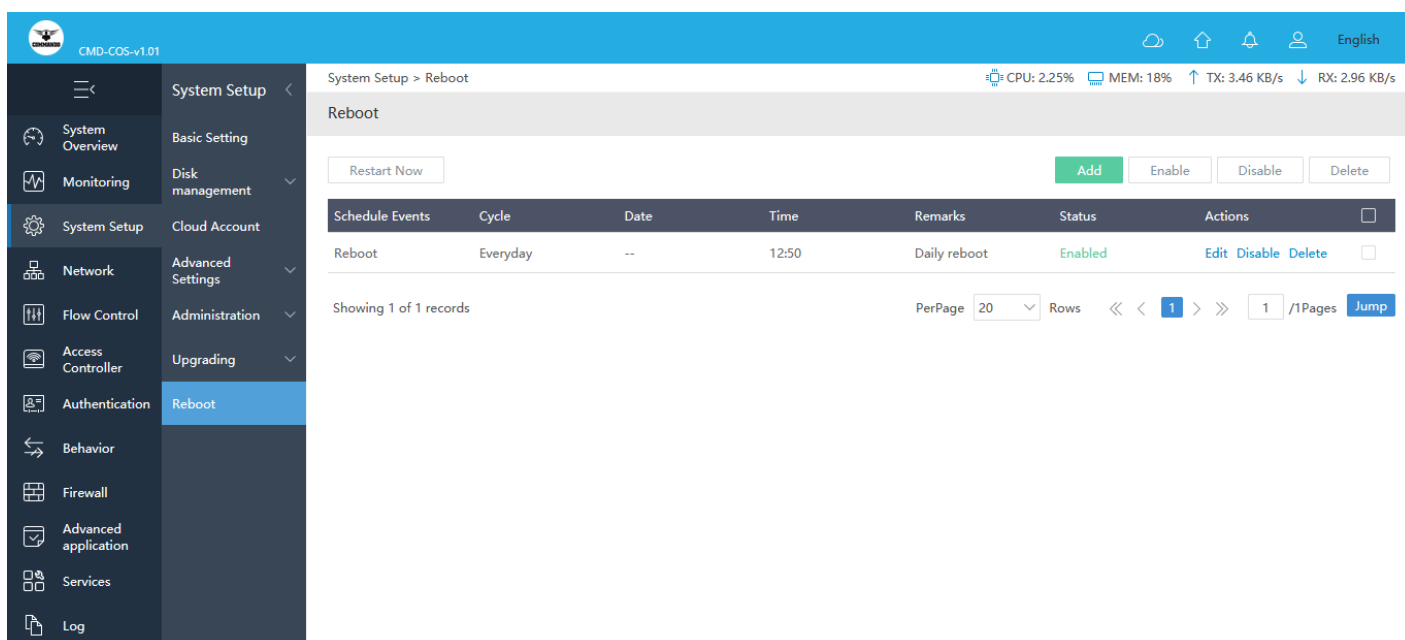 COMMANDO
CMD-COS-v1.01
English
System Setup
System Setup > Reboot
CPU: 2.25%
MEM: 18%
TX: 3.46 KB/s
RX: 2.96 KB/s
Reboot
System
Overview
Monitoring
System Setup
Network
Flow Control
Access
Controller
Authentication
Behavior
Firewall
Advanced
application
Services
Log
Basic Setting
Disk
management
Cloud Account
Advanced
Settings
Administration
Upgrading
Reboot
Restart Now
Add Enable Disable Delete
Schedule Events Cycle Date Time Remarks Status Actions
Reboot Everyday -- 12:50 Daily reboot Enabled Edit Disable Delete
Showing 1 of 1 records
PerPage 20 Rows 1 1 /1Pages Jump